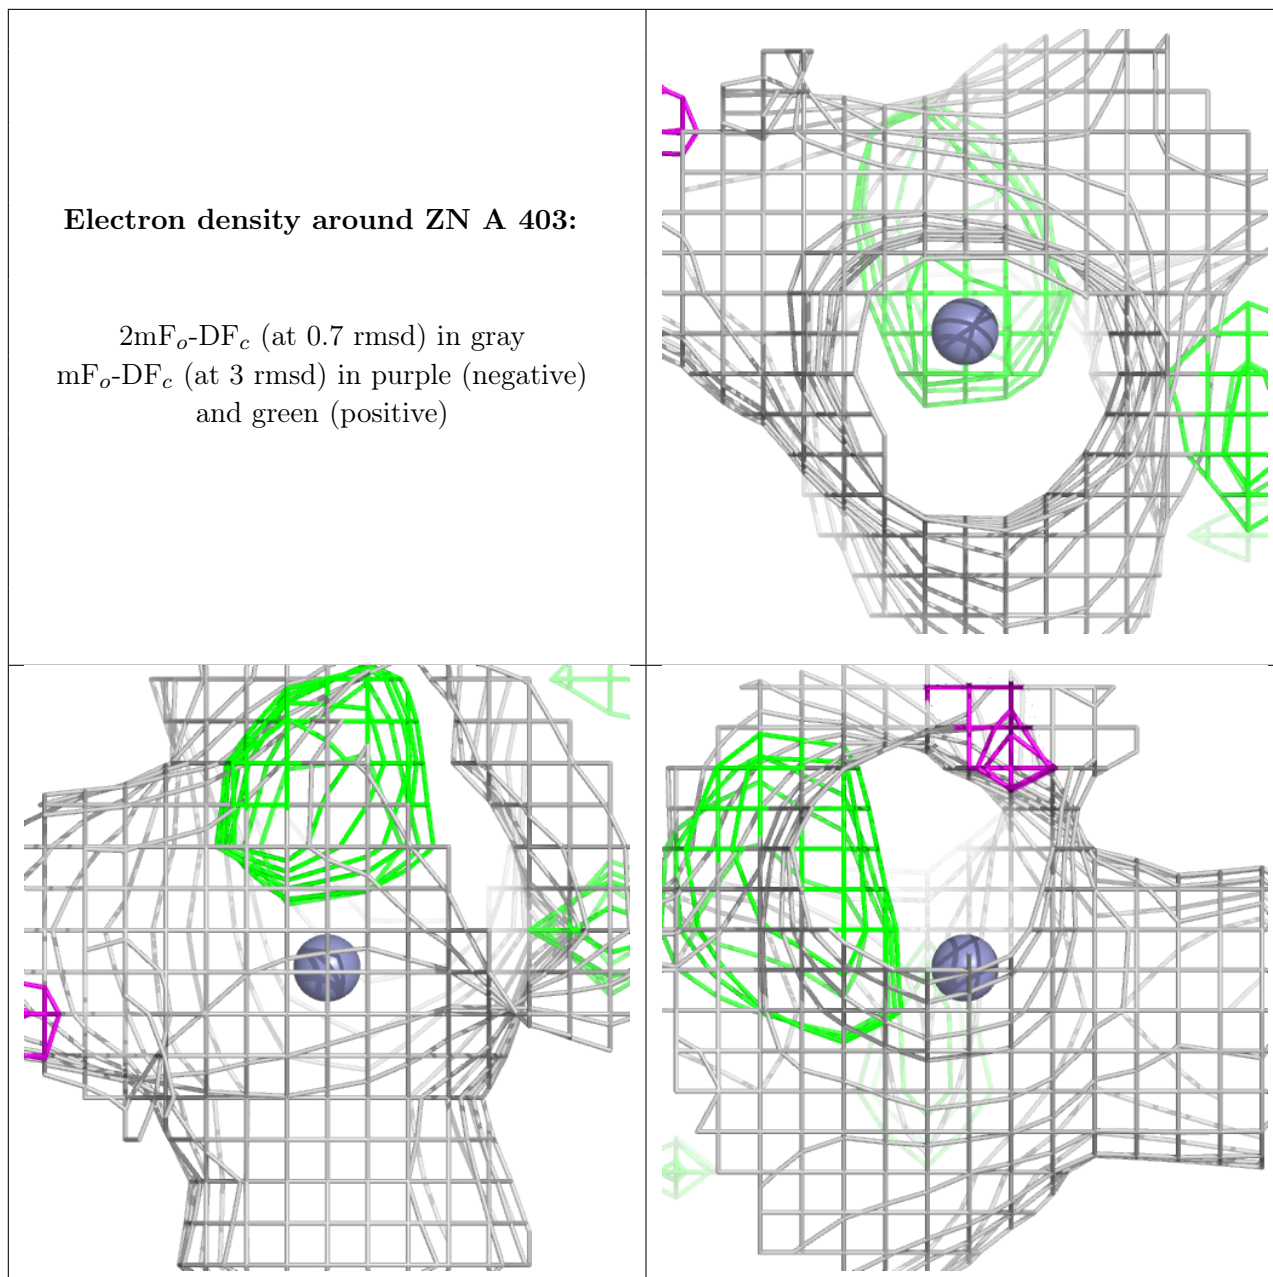 Electron density around ZN A 403:
2mFo-DFc (at 0.7 rmsd) in gray
mFo-DFc (at 3 rmsd) in purple (negative)
and green (positive)